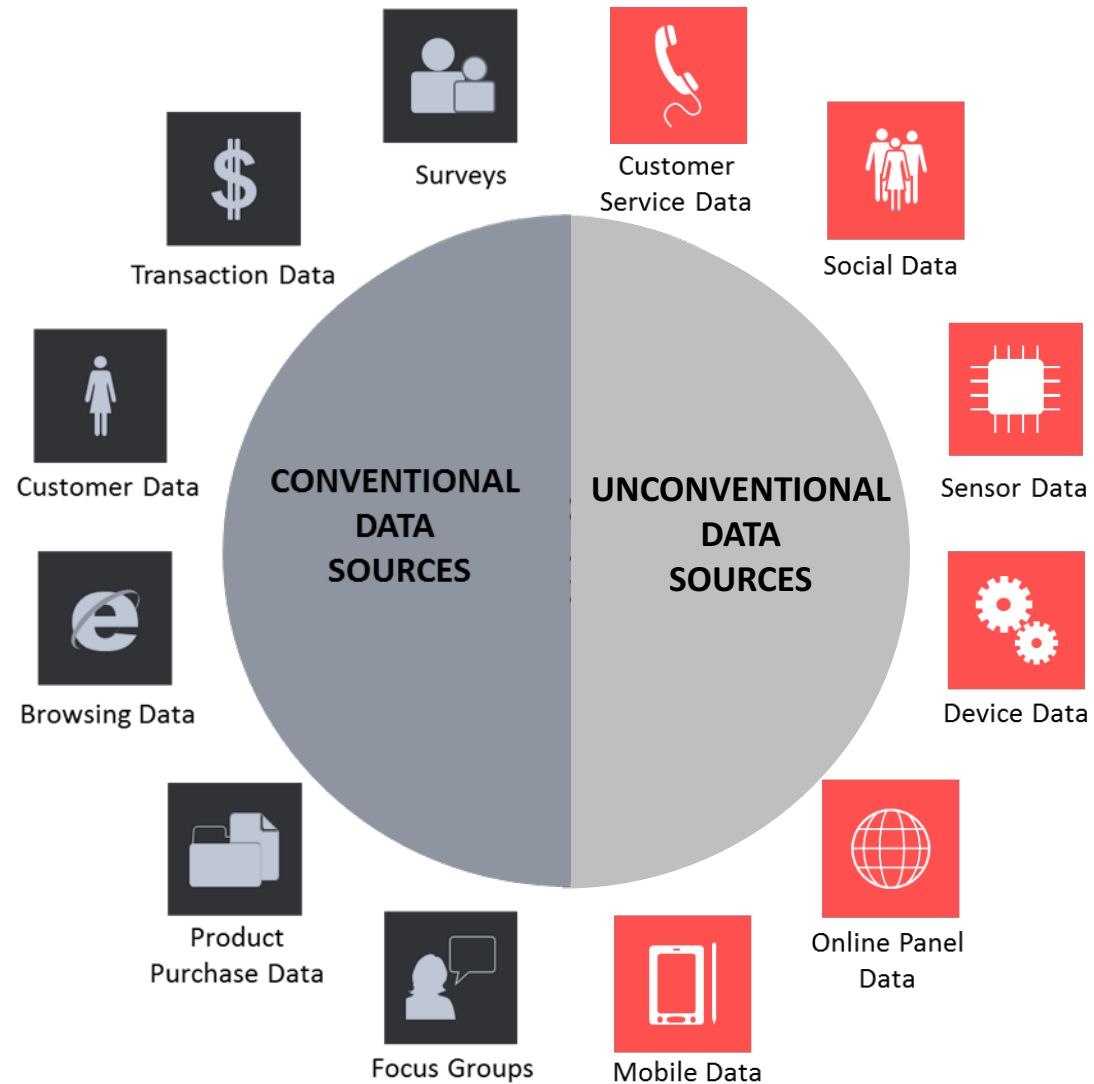 Surveys
Customer
Service Data
Transaction Data
$
Social Data
Customer Data
CONVENTIONAL
DATA
SOURCES
UNCONVENTIONAL
DATA
SOURCES
Sensor Data
Browsing Data
e
Device Data
Product
Purchase Data
Online Panel
Data
Focus Groups
Mobile Data